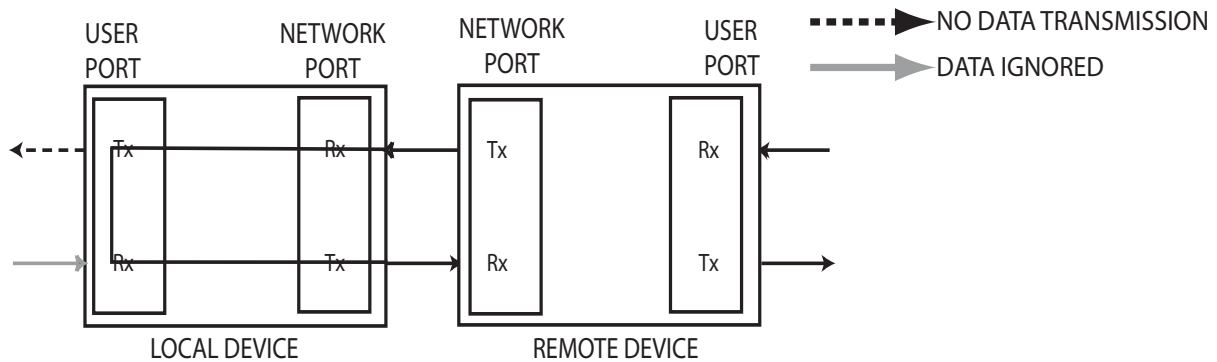 NO DATA TRANSMISSION
DATA IGNORED
USER
PORT
NETWORK
PORT
NETWORK
PORT
USER
PORT
Tx
Rx
Tx
Rx
Rx
Tx
Rx
Tx
LOCAL DEVICE
REMOTE DEVICE